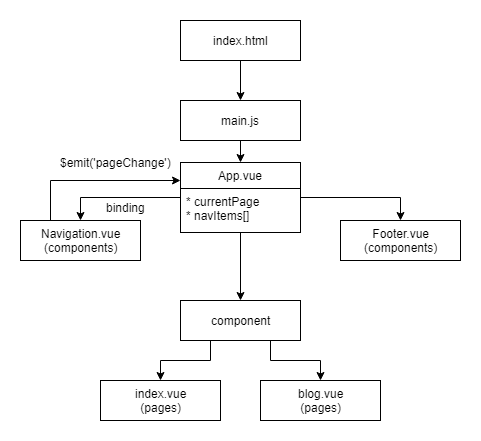 index.html
main.js
$emit('pageChange')
App.vue
binding
* currentPage
* navItems[]
Navigation.vue
(components)
Footer.vue
(components)
component
index.vue
(pages)
blog.vue
(pages)